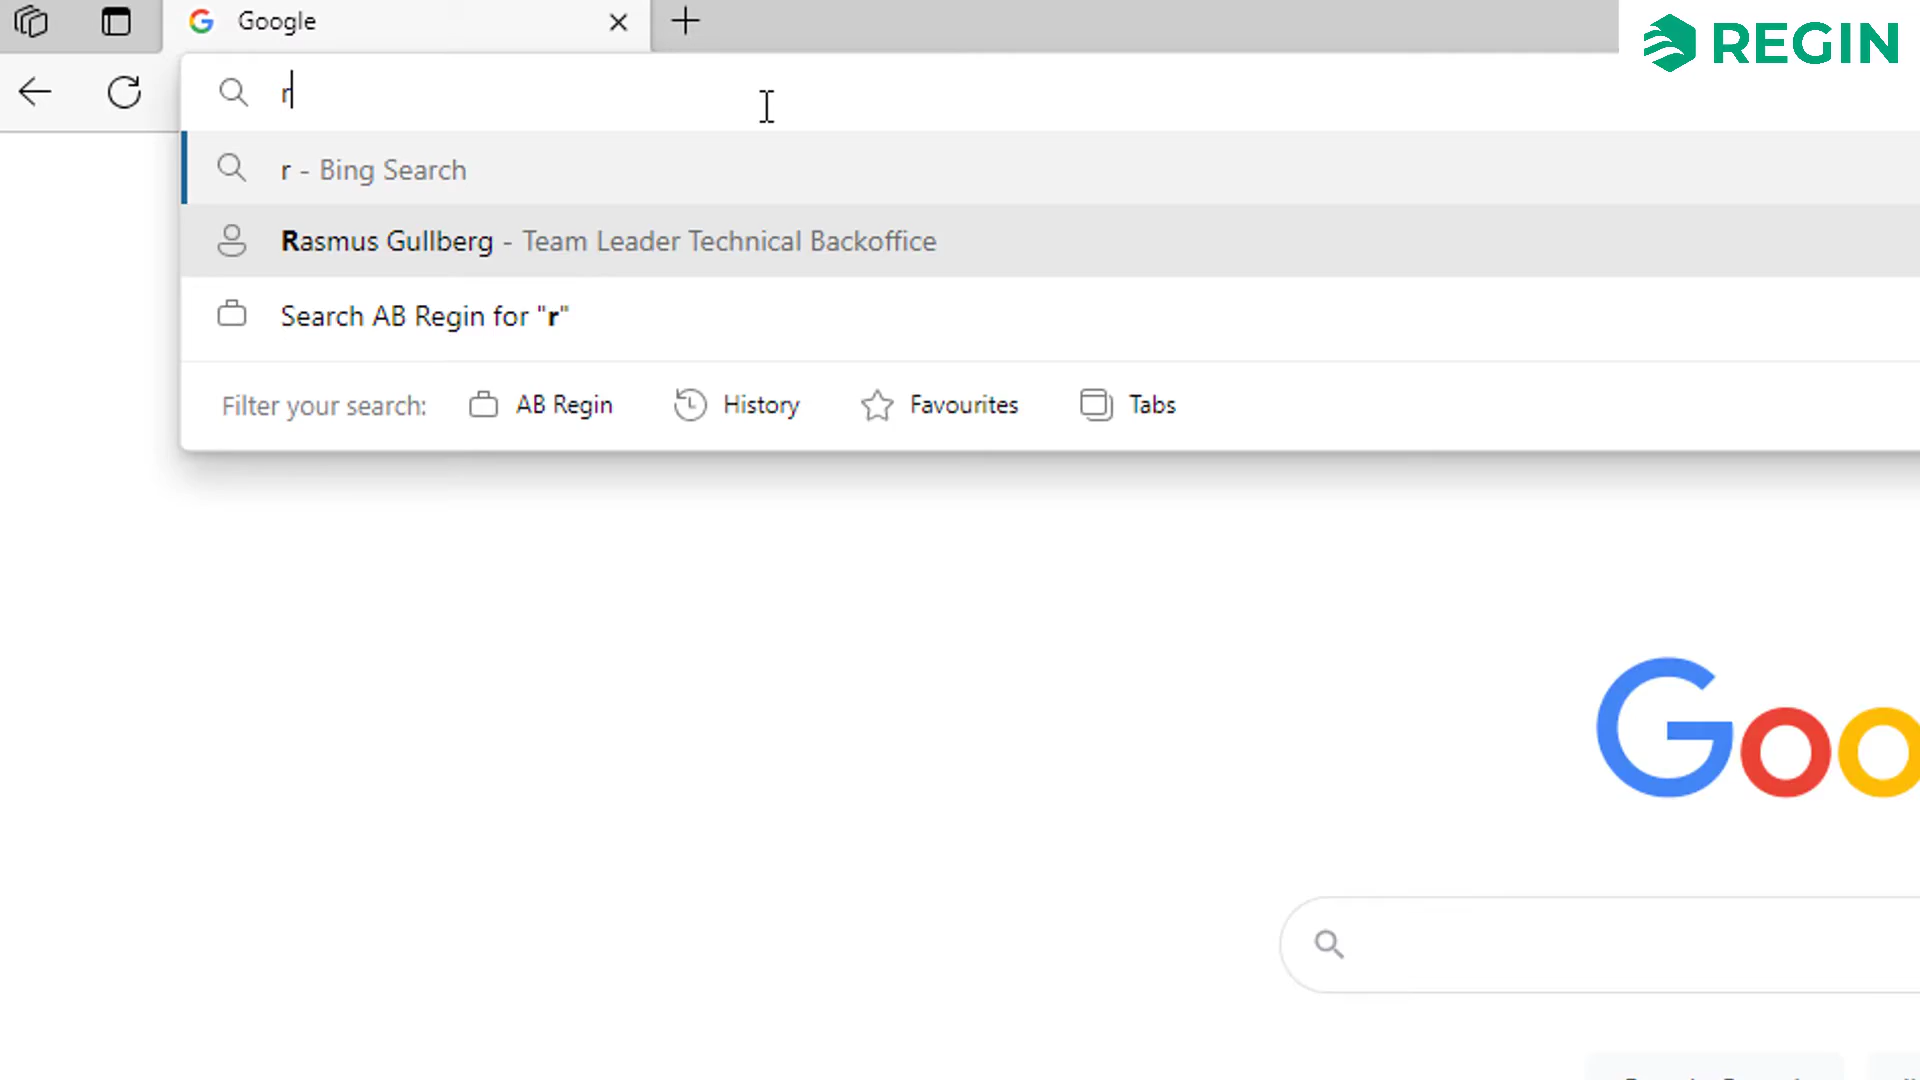 Google
REGIN
r
r - Bing Search
Rasmus Gullberg - Team Leader Technical Backoffice
Search AB Regin for "r"
Filter your search: AB Regin History Favourites Tabs
Goo